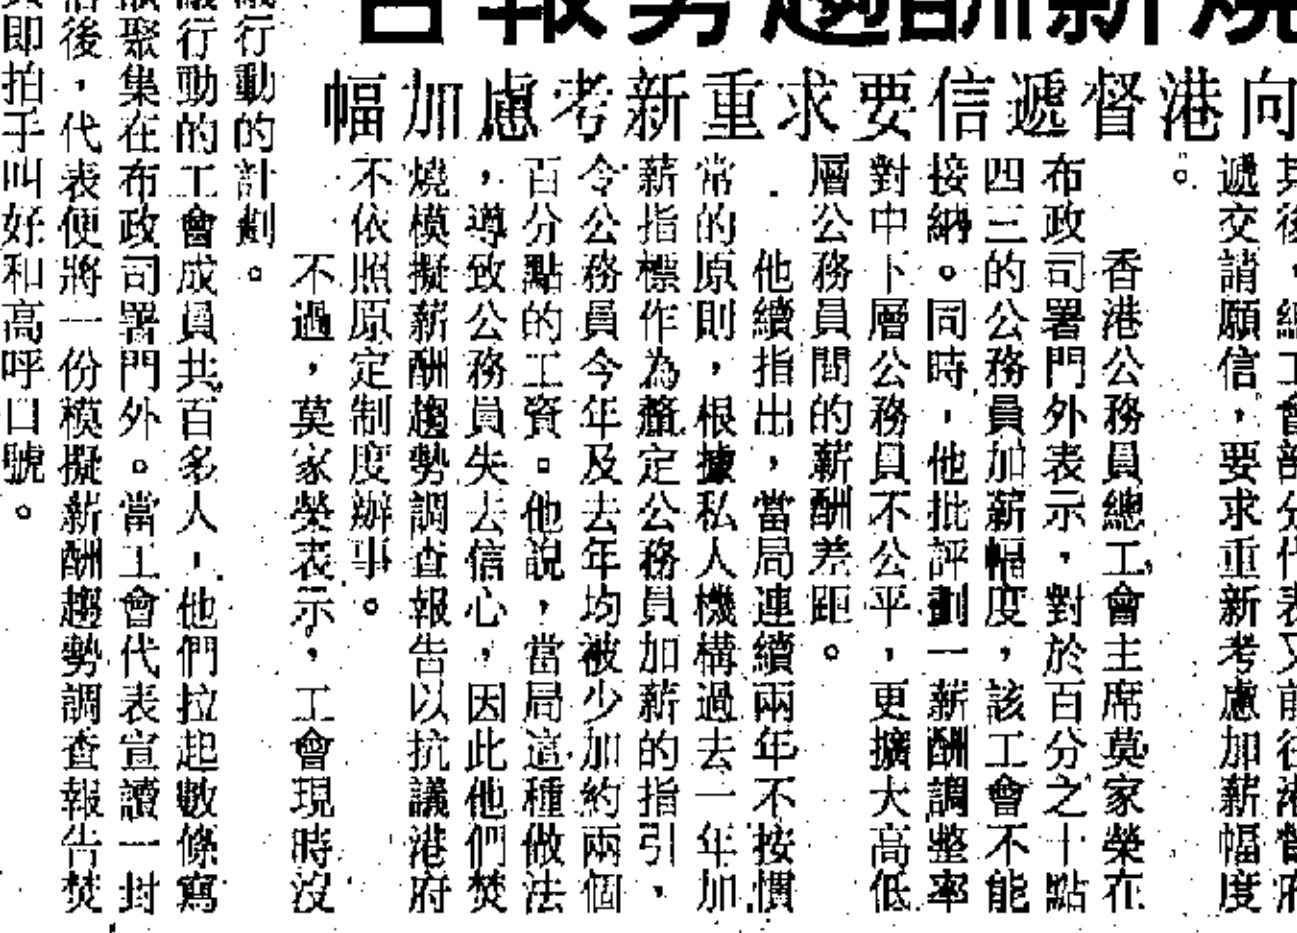 燒薪酬趨勢報告
向港督遞信要求重新考慮加幅
其後，總工會部分代表又前往港督府
遞交請願信，要求重新考慮加薪幅度
。
香港公務員總工會主席莫家榮在
布政司署門外表示，對於百分之十點
四三的公務員加薪幅度，該工會不能
接納。同時，他批評劃一薪酬調整率
對中下層公務員不公平，更擴大高低
層公務員間的薪酬差距。
他續指出，當局連續兩年不按慣
常的原則，根據私人機構過去一年加
薪指標作為釐定公務員加薪的指引，
令公務員今年及去年均被少加約兩個
百分點的工資。他說，當局這種做法
，導致公務員失去信心，因此他們焚
燒模擬薪酬趨勢調查報告以抗議港府
不依照原定制度辦事。
不過，莫家榮表示，工會現時沒
行動的計劃。
行動的工會成員共百多人，他們拉起數條寫
聚集在布政司署門外。當工會代表宣讀一封
後，代表便將一份模擬薪酬趨勢調查報告焚
即拍手叫好和高呼口號。